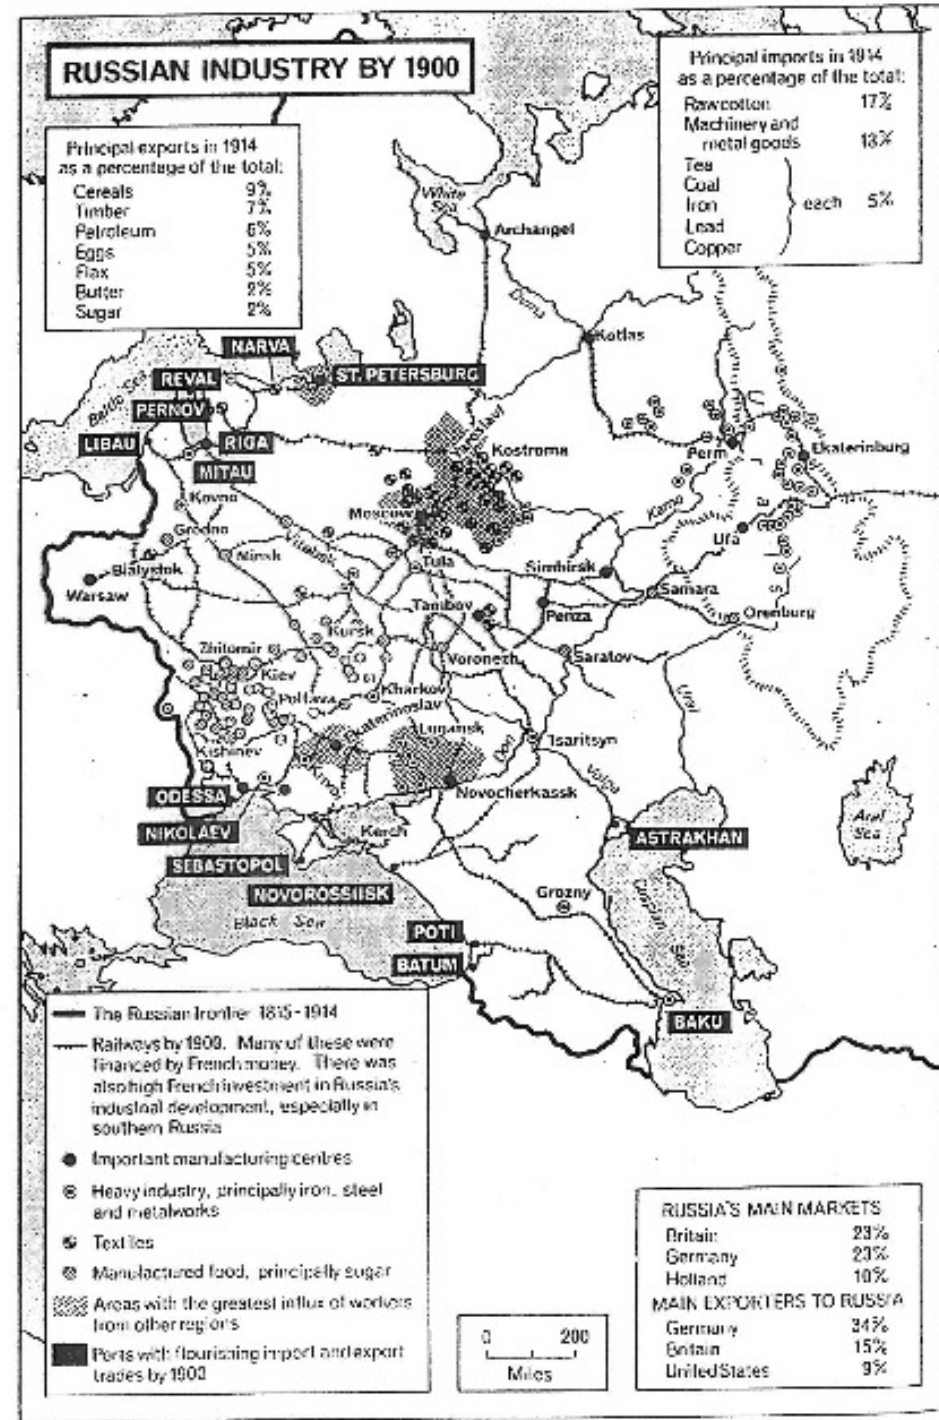 RUSSIAN INDUSTRY BY 1900
Principal imports in 1914
as a percentage of the total:
Raw cotton 17%
Machinery and
metal goods 13%
Tea
Coal
Iron each 5%
Lead
Copper
Principal exports in 1914
as a percentage of the total:
Cereals 9%
Timber 7%
Petroleum 6%
Eggs 5%
Flax 5%
Butter 2%
Sugar 2%
White
Sea
Archangel
Dvina
Kotlas
NARVA
REVAL
ST. PETERSBURG
Baltic Sea
PERNOV
LIBAU
RIGA
MITAU
Yaroslavl
Kostroma
Perm
Ekaterinburg
Kovno
Moscow
Kama
Grodno
Ufa
Minsk
Bialystok
Tula
Simbirsk
Warsaw
Samara
Tambov
Penza
Orenburg
Kursk
Zhitomir
Voronezh
Saratov
Kiev
Poltava
Kharkov
Ural
Ekaterinoslav
Lugansk
Kishinev
Don
Tsaritsyn
Krivoi
Volga
ODESSA
Novocherkassk
NIKOLAEV
Kerch
ASTRAKHAN
Aral
Sea
SEBASTOPOL
NOVOROSSIISK
Grozny
Caspian
Sea
Black Sea
POTI
BATUM
BAKU
The Russian frontier 1815-1914
Railways by 1900. Many of these were
financed by French money. There was
also high French investment in Russia's
industrial development, especially in
southern Russia
Important manufacturing centres
Heavy industry, principally iron, steel
and metalworks
Textiles
Manufactured food, principally sugar
Areas with the greatest influx of workers
from other regions
Ports with flourishing import and export
trades by 1900
0 200
Miles
RUSSIA'S MAIN MARKETS
Britain 23%
Germany 23%
Holland 10%
MAIN EXPORTERS TO RUSSIA
Germany 34%
Britain 15%
United States 9%